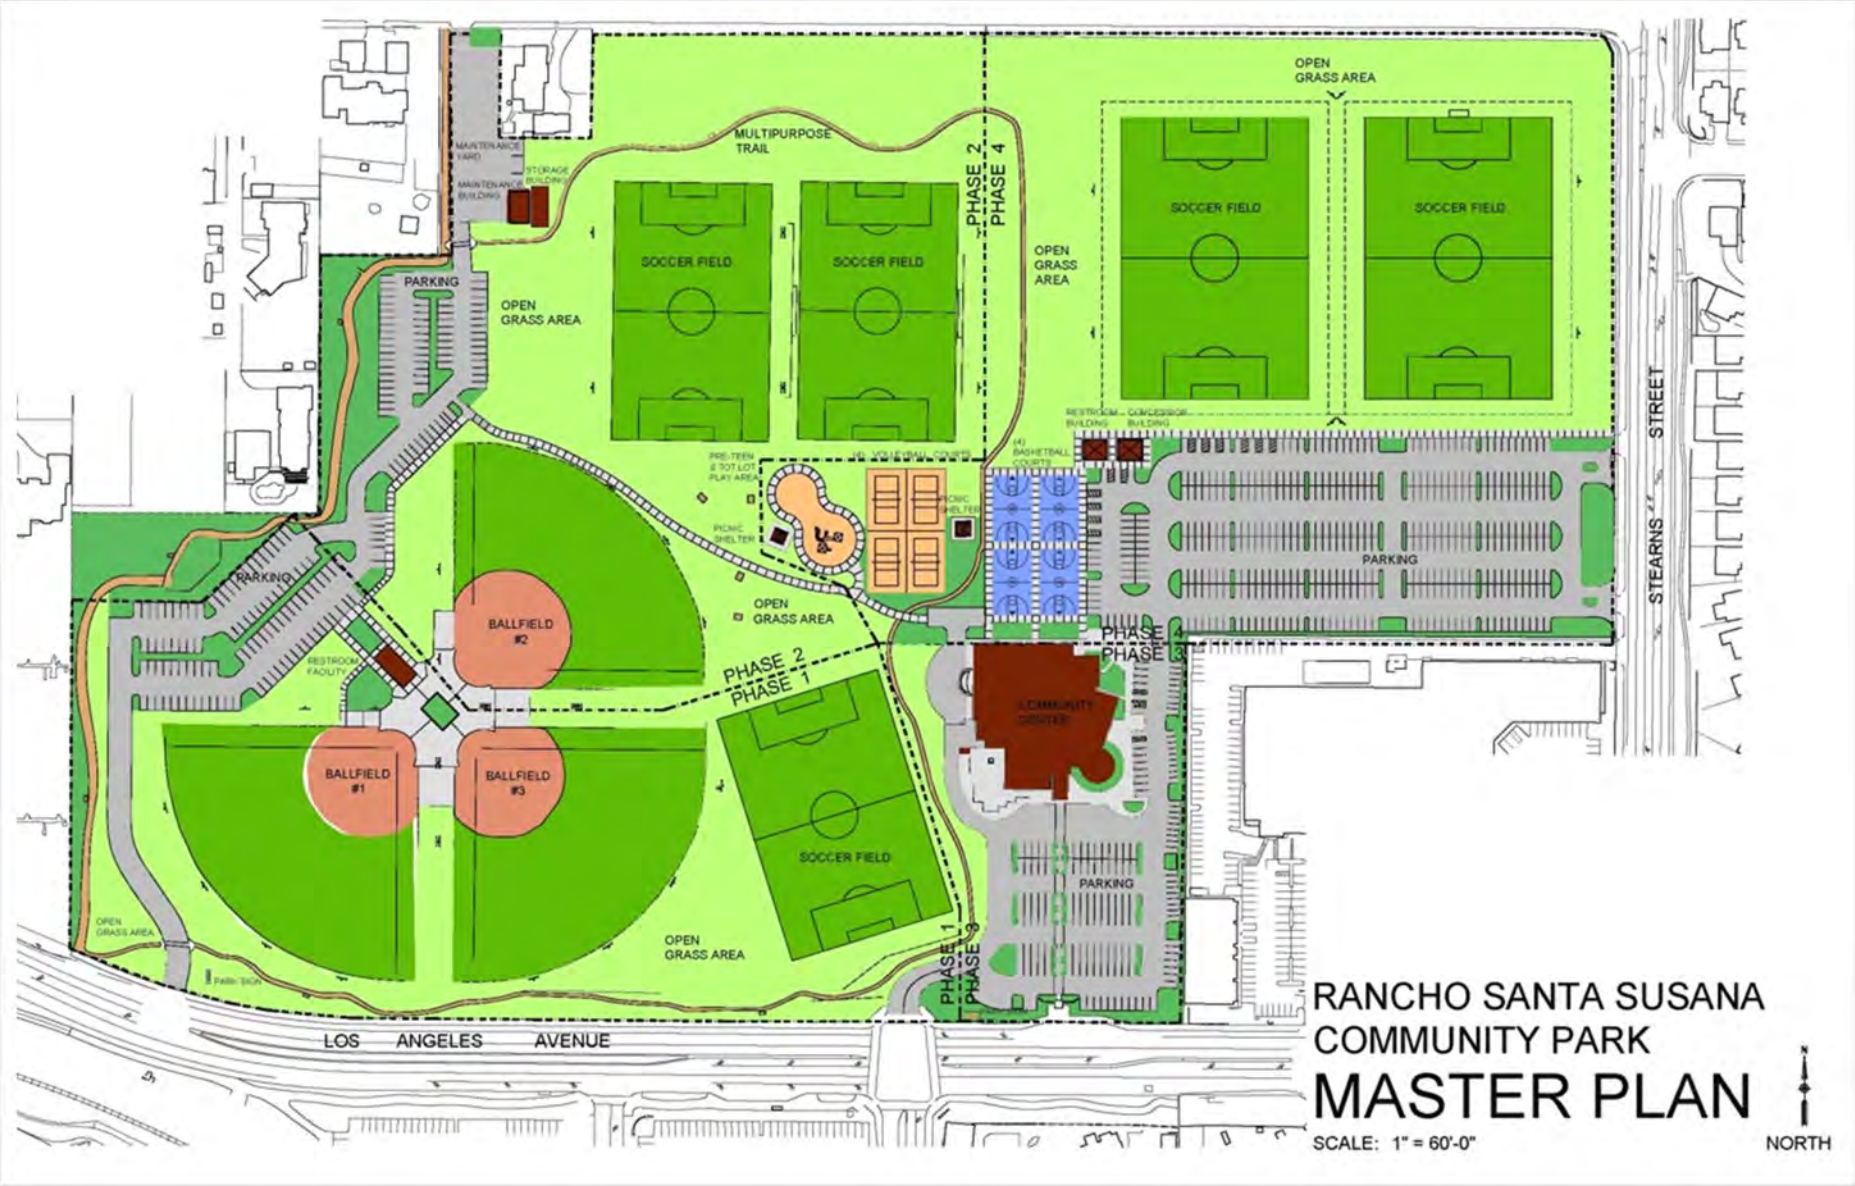 OPEN
GRASS AREA
MULTIPURPOSE
TRAIL
MAINTENANCE
YARD
STORAGE
BUILDING
MAINTENANCE
BUILDING
PHASE 2
PHASE 4
SOCCER FIELD
SOCCER FIELD
SOCCER FIELD
SOCCER FIELD
OPEN
GRASS
AREA
PARKING
OPEN
GRASS AREA
RESTROOM
BUILDING
CONCESSION
BUILDING
(4)
BASKETBALL
COURTS
PRE-TEEN
& TOT LOT
PLAY AREA
(4) VOLLEYBALL COURTS
PICNIC
SHELTER
PICNIC
SHELTER
STEARNS STREET
PARKING
PARKING
OPEN
GRASS AREA
BALLFIELD
#2
PHASE 4
PHASE 3
RESTROOM
FACILITY
PHASE 2
PHASE 1
COMMUNITY
CENTER
BALLFIELD
#1
BALLFIELD
#3
SOCCER FIELD
PARKING
OPEN
GRASS AREA
OPEN
GRASS AREA
PHASE 1
PHASE 3
PARK SIGN
LOS ANGELES AVENUE
RANCHO SANTA SUSANA
COMMUNITY PARK
MASTER PLAN
SCALE: 1" = 60'-0"
N
NORTH